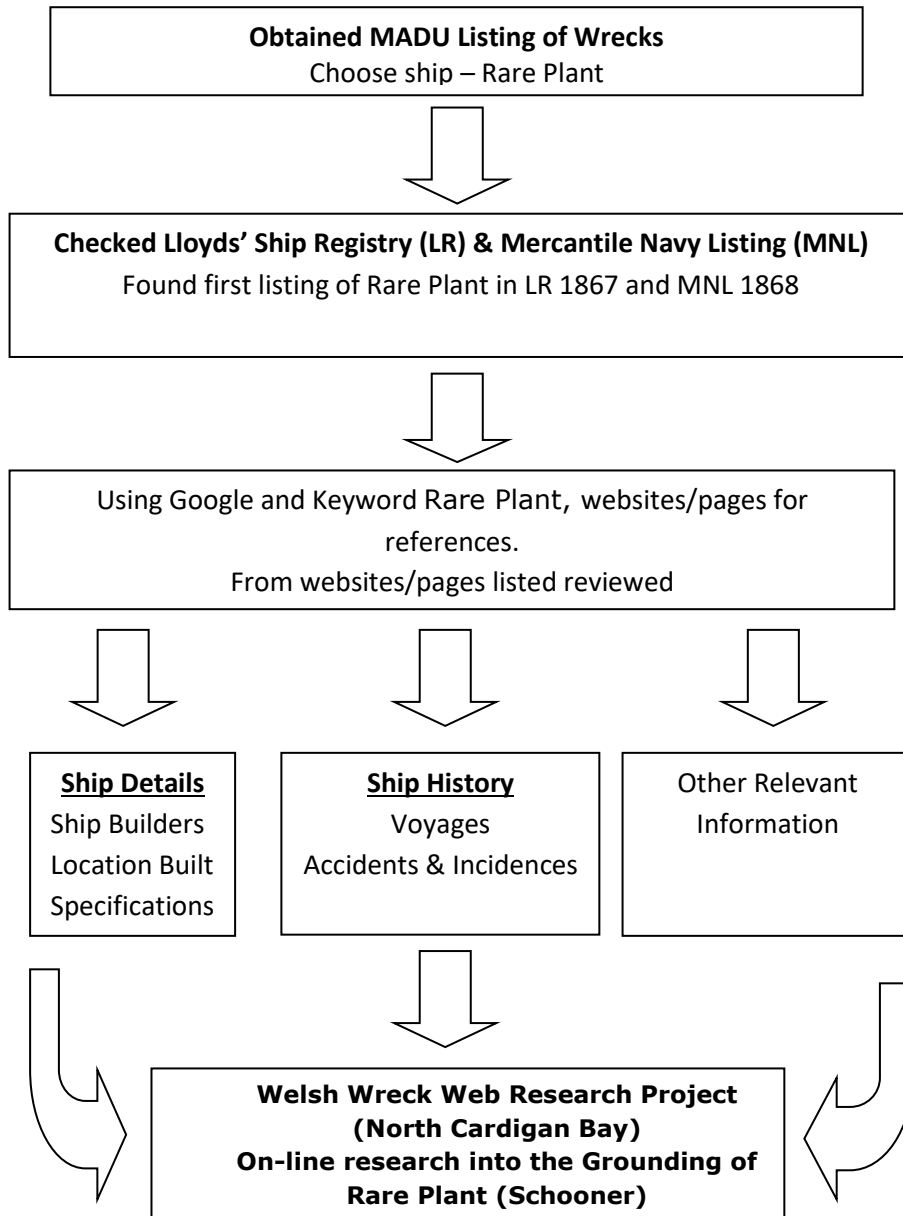 Obtained MADU Listing of Wrecks
Choose ship – Rare Plant
Checked Lloyds’ Ship Registry (LR) & Mercantile Navy Listing (MNL)
Found first listing of Rare Plant in LR 1867 and MNL 1868
Using Google and Keyword Rare Plant, websites/pages for
references.
From websites/pages listed reviewed
Ship Details
Ship Builders
Location Built
Specifications
Ship History
Voyages
Accidents & Incidences
Other Relevant
Information
Welsh Wreck Web Research Project
(North Cardigan Bay)
On-line research into the Grounding of
Rare Plant (Schooner)